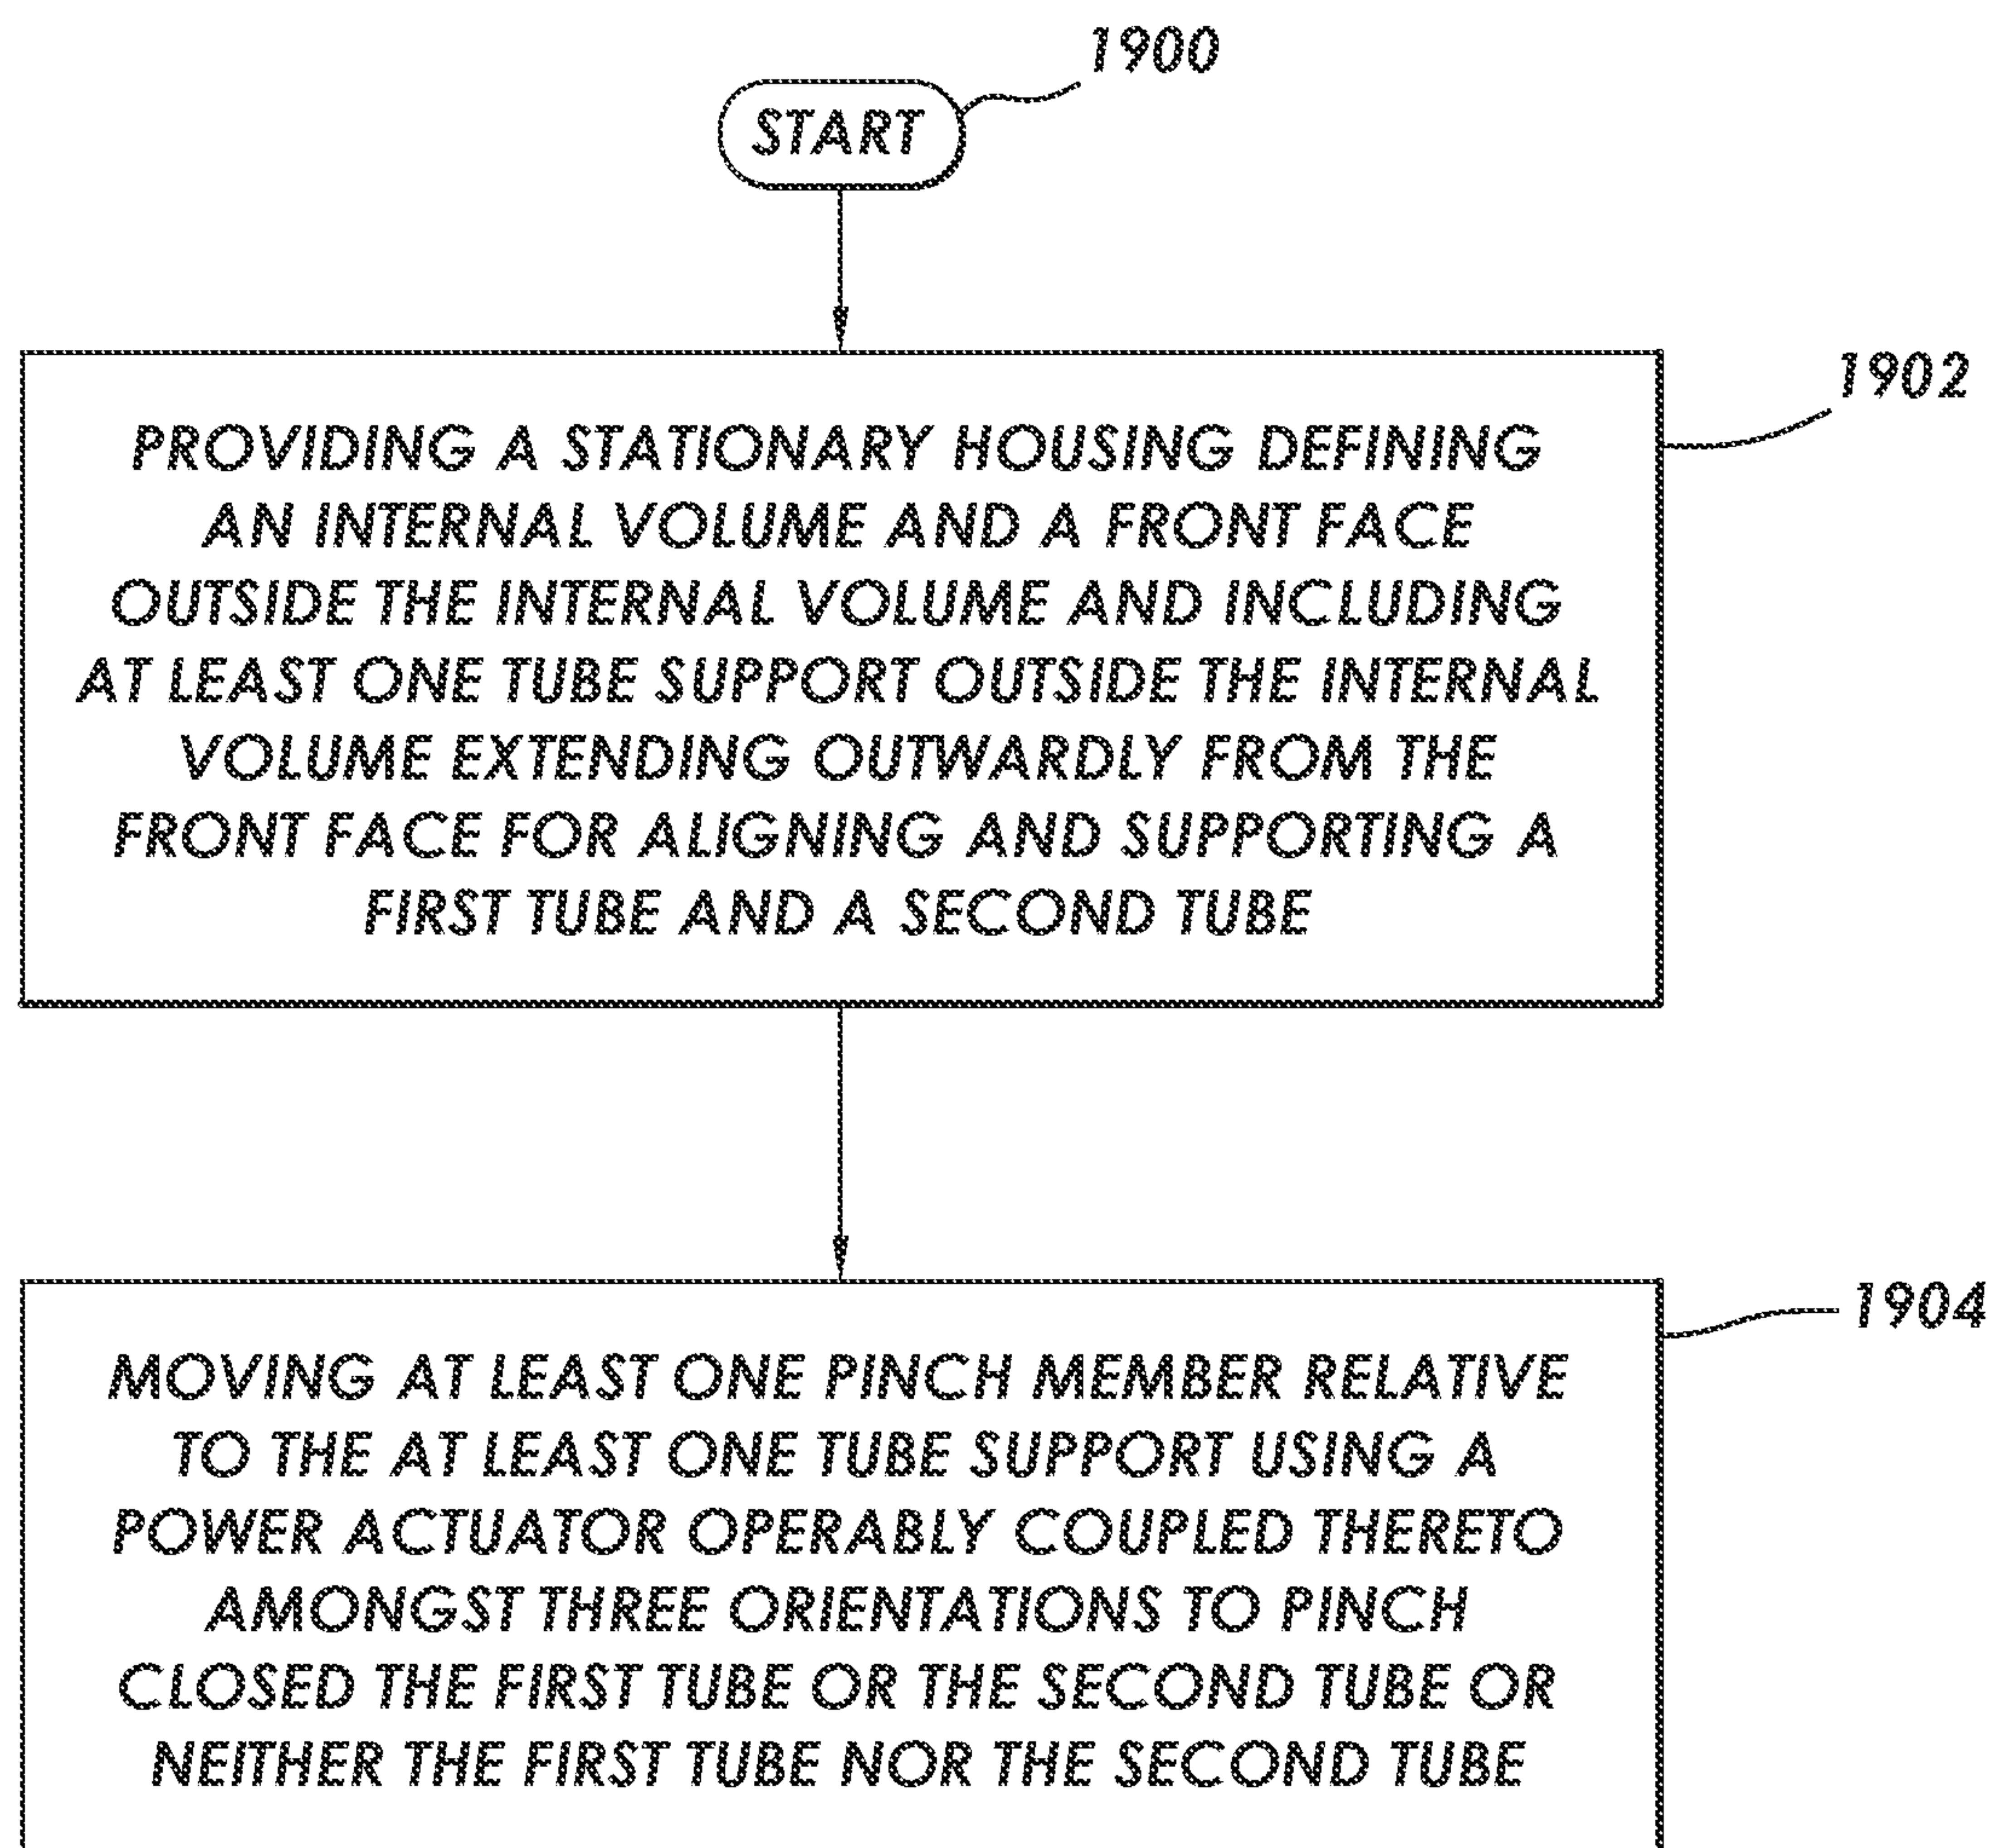 1900
START
1902
PROVIDING A STATIONARY HOUSING DEFINING
AN INTERNAL VOLUME AND A FRONT FACE
OUTSIDE THE INTERNAL VOLUME AND INCLUDING
AT LEAST ONE TUBE SUPPORT OUTSIDE THE INTERNAL
VOLUME EXTENDING OUTWARDLY FROM THE
FRONT FACE FOR ALIGNING AND SUPPORTING A
FIRST TUBE AND A SECOND TUBE
1904
MOVING AT LEAST ONE PINCH MEMBER RELATIVE
TO THE AT LEAST ONE TUBE SUPPORT USING A
POWER ACTUATOR OPERABLY COUPLED THERETO
AMONGST THREE ORIENTATIONS TO PINCH
CLOSED THE FIRST TUBE OR THE SECOND TUBE OR
NEITHER THE FIRST TUBE NOR THE SECOND TUBE